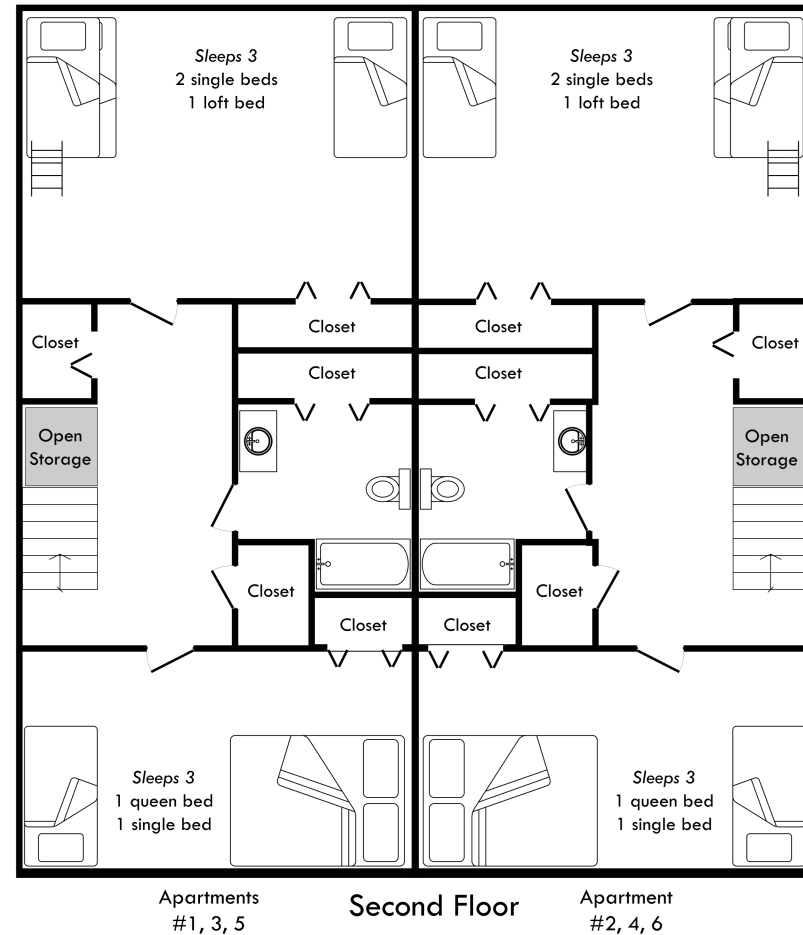 Sleeps 3
2 single beds
1 loft bed
Sleeps 3
2 single beds
1 loft bed
Closet
Closet
Closet
Closet
Closet
Closet
Open
Storage
Open
Storage
Closet
Closet
Closet
Closet
Sleeps 3
1 queen bed
1 single bed
Sleeps 3
1 queen bed
1 single bed
Apartments
#1, 3, 5
Second Floor
Apartment
#2, 4, 6